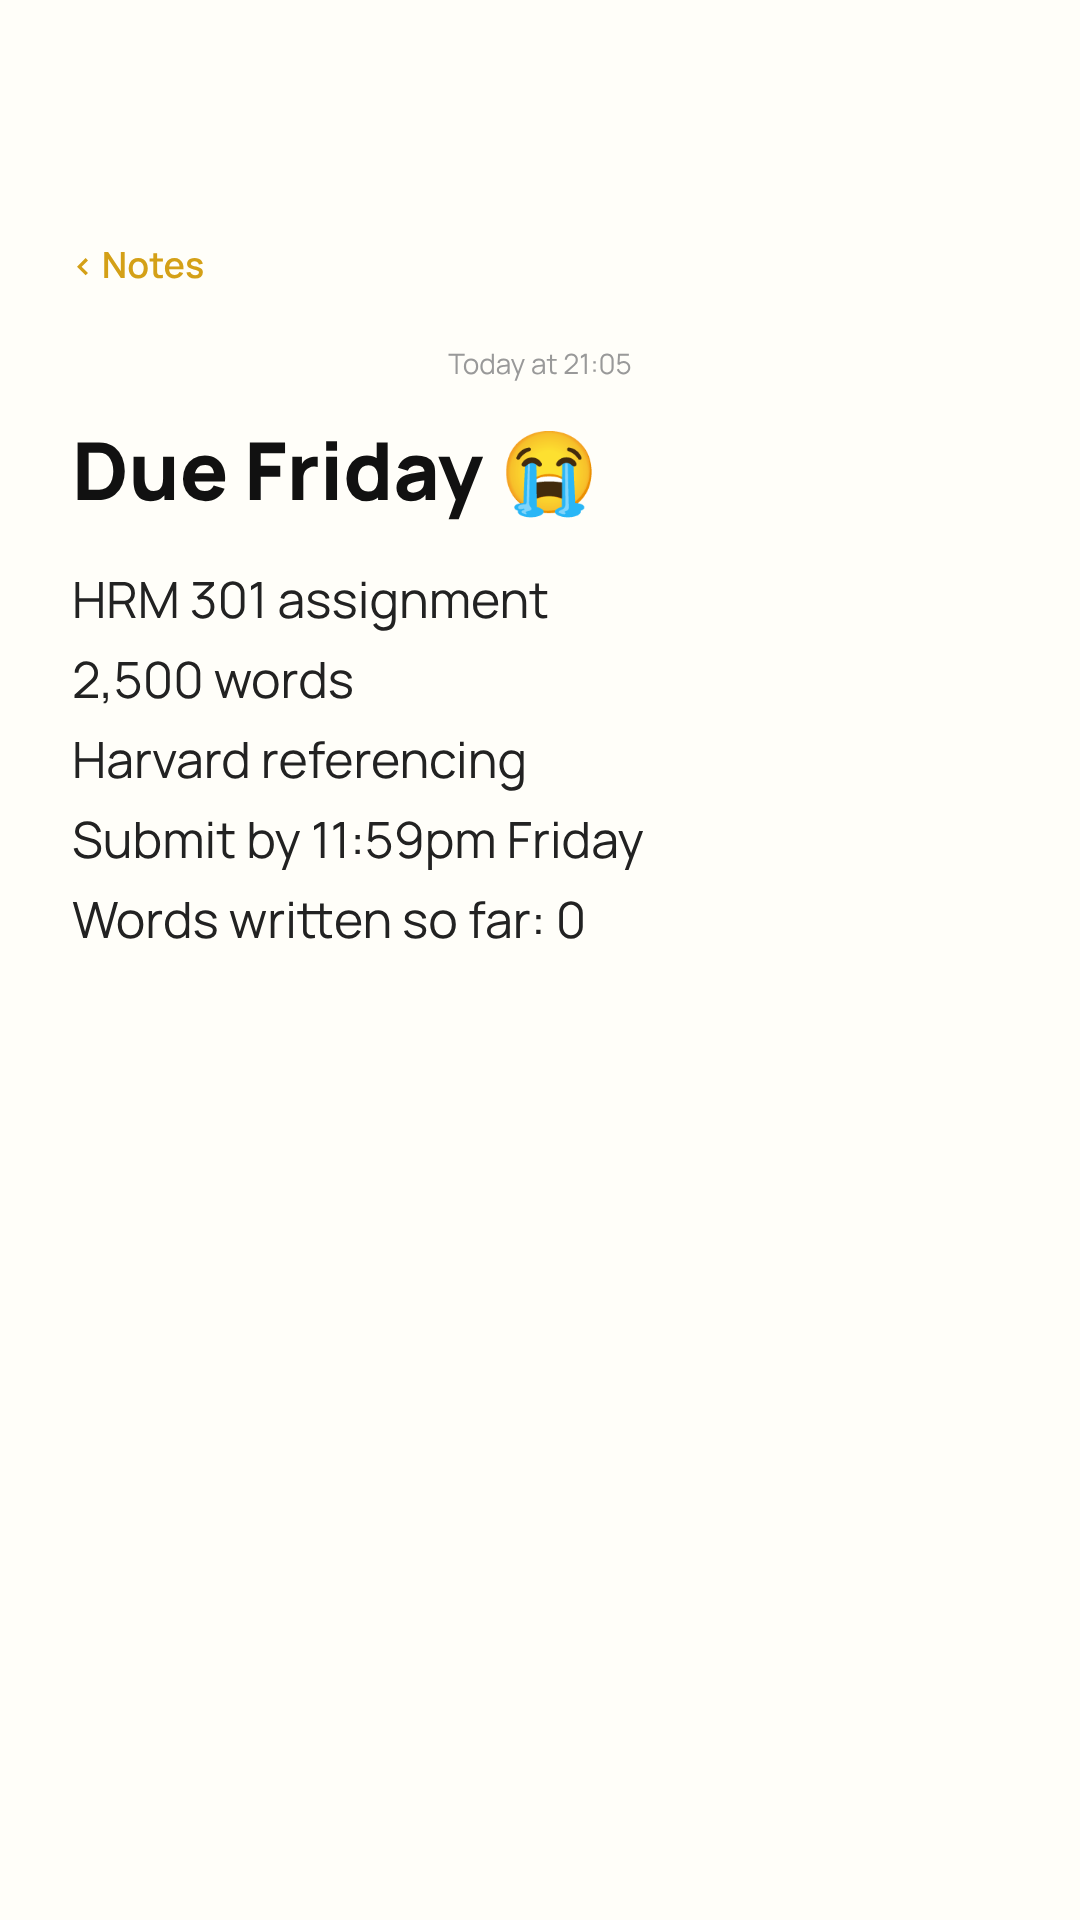 ‹ Notes
Today at 21:05
Due Friday 😭
HRM 301 assignment
2,500 words
Harvard referencing
Submit by 11:59pm Friday
Words written so far: 0